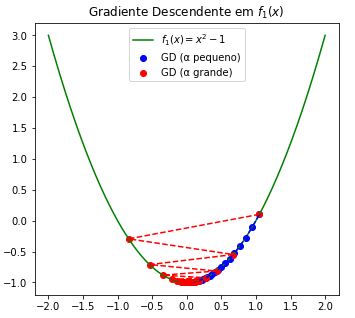 Gradiente Descendente em f₁(x)
f₁(x) = x² − 1
GD (α pequeno)
GD (α grande)
3.0
2.5
2.0
1.5
1.0
0.5
0.0
−0.5
−1.0
−2.0 −1.5 −1.0 −0.5 0.0 0.5 1.0 1.5 2.0